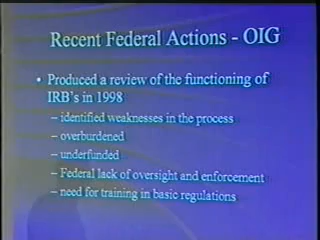 Recent Federal Actions - OIG
• Produced a review of the functioning of
IRB's in 1998
– identified weaknesses in the process
– overburdened
– underfunded
– Federal lack of oversight and enforcement
– need for training in basic regulations